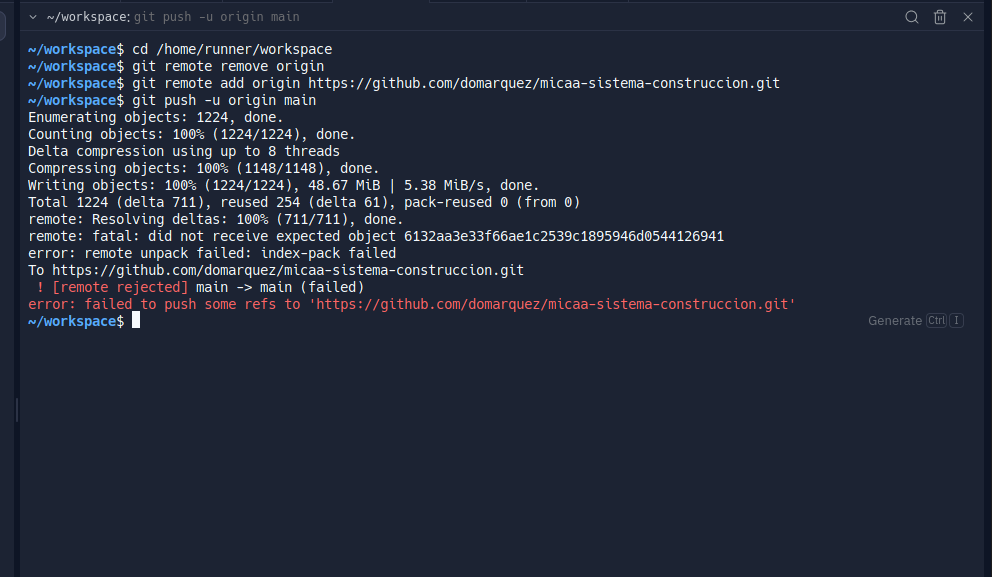 ~/workspace: git push -u origin main
~/workspace$ cd /home/runner/workspace
~/workspace$ git remote remove origin
~/workspace$ git remote add origin https://github.com/domarquez/micaa-sistema-construccion.git
~/workspace$ git push -u origin main
Enumerating objects: 1224, done.
Counting objects: 100% (1224/1224), done.
Delta compression using up to 8 threads
Compressing objects: 100% (1148/1148), done.
Writing objects: 100% (1224/1224), 48.67 MiB | 5.38 MiB/s, done.
Total 1224 (delta 711), reused 254 (delta 61), pack-reused 0 (from 0)
remote: Resolving deltas: 100% (711/711), done.
remote: fatal: did not receive expected object 6132aa3e33f66ae1c2539c1895946d0544126941
error: remote unpack failed: index-pack failed
To https://github.com/domarquez/micaa-sistema-construccion.git
 ! [remote rejected] main -> main (failed)
error: failed to push some refs to 'https://github.com/domarquez/micaa-sistema-construccion.git'
~/workspace$ Generate Ctrl I